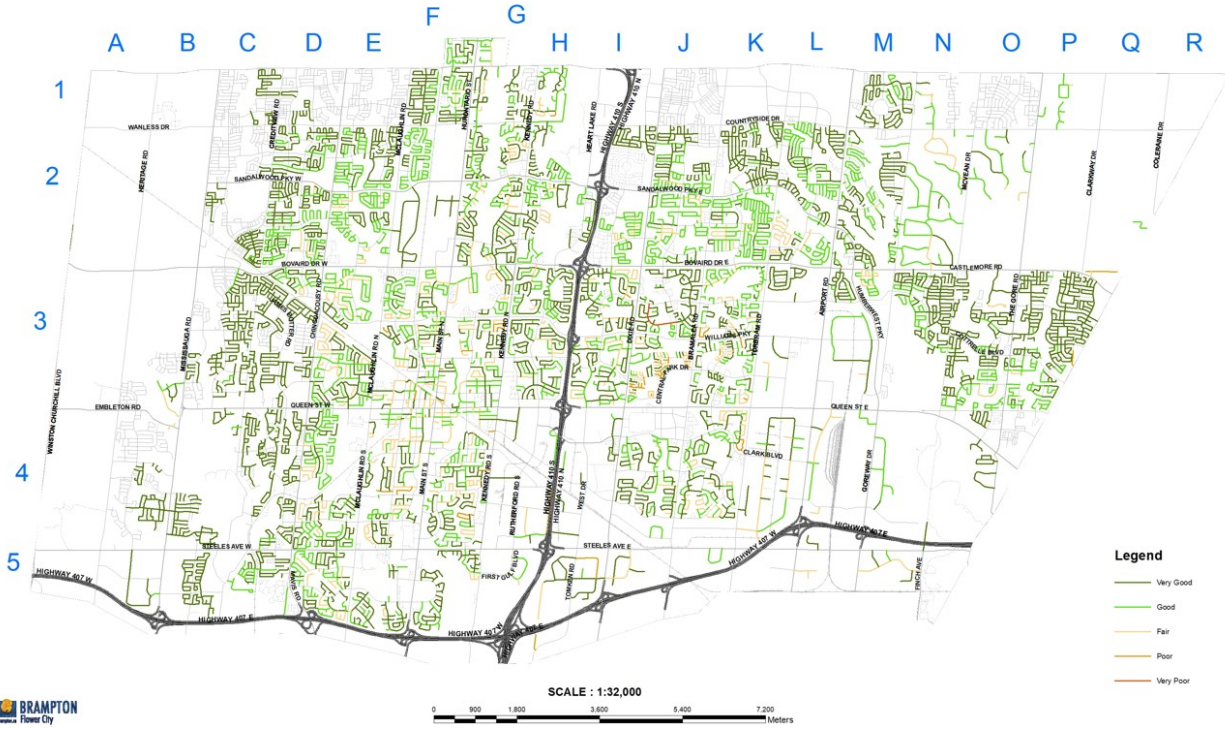 F G
A B C D E H I J K L M N O P Q R
1
HURONTARIO ST
KENNEDY RD
HIGHWAY 410 S
HIGHWAY 410 N
HEART LAKE RD
MCLAUGHLIN RD
CREDITVIEW RD
COUNTRYSIDE DR
WANLESS DR
COLERAINE DR
2
HERITAGE RD
SANDALWOOD PKY W
SANDALWOOD PKY E
MCVEAN DR
CLARKWAY DR
BOVAIRD DR W
BOVAIRD DR E
CASTLEMORE RD
3
MISSISSAUGA RD
CHINGUACOUSY RD
MCLAUGHLIN RD N
MAIN ST N
KENNEDY RD N
DIXIE RD
BRAMALEA RD
WILLIAMS PKY
TORBRAM RD
AIRPORT RD
HUMBERWEST PKY
THE GORE RD
WINSTON CHURCHILL BLVD
EMBLETON RD
QUEEN ST W
QUEEN ST E
4
MCLAUGHLIN RD S
MAIN ST S
KENNEDY RD S
RUTHERFORD RD S
HIGHWAY 410 S
HIGHWAY 410 N
WEST DR
CLARK BLVD
GOREWAY DR
5
STEELES AVE W
STEELES AVE E
HIGHWAY 407 W
HIGHWAY 407 E
FINCH AVE
HIGHWAY 407 W
MAVIS RD
FIRST GULF BLVD
TOMKEN RD
HIGHWAY 407 E
HIGHWAY 407 W
HIGHWAY 407 E
Legend
Very Good
Good
Fair
Poor
Very Poor
BRAMPTON
Flower City
SCALE : 1:32,000
0 900 1,800 3,600 5,400 7,200
Meters